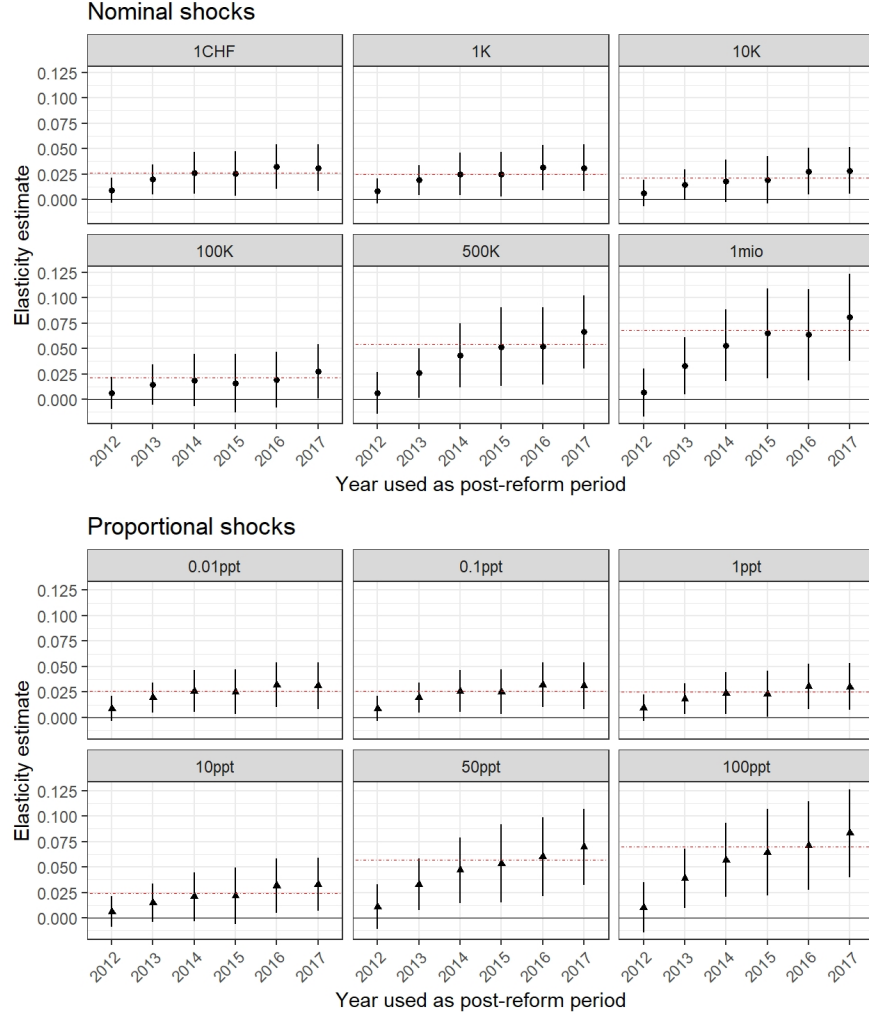 Nominal shocks
1CHF 1K 10K
0.125
0.100
0.075
0.050
0.025
0.000
100K 500K 1mio
0.125
0.100
0.075
0.050
0.025
0.000
Elasticity estimate
2012 2013 2014 2015 2016 2017 2012 2013 2014 2015 2016 2017 2012 2013 2014 2015 2016 2017
Year used as post-reform period
Proportional shocks
0.01ppt 0.1ppt 1ppt
0.125
0.100
0.075
0.050
0.025
0.000
10ppt 50ppt 100ppt
0.125
0.100
0.075
0.050
0.025
0.000
Elasticity estimate
2012 2013 2014 2015 2016 2017 2012 2013 2014 2015 2016 2017 2012 2013 2014 2015 2016 2017
Year used as post-reform period